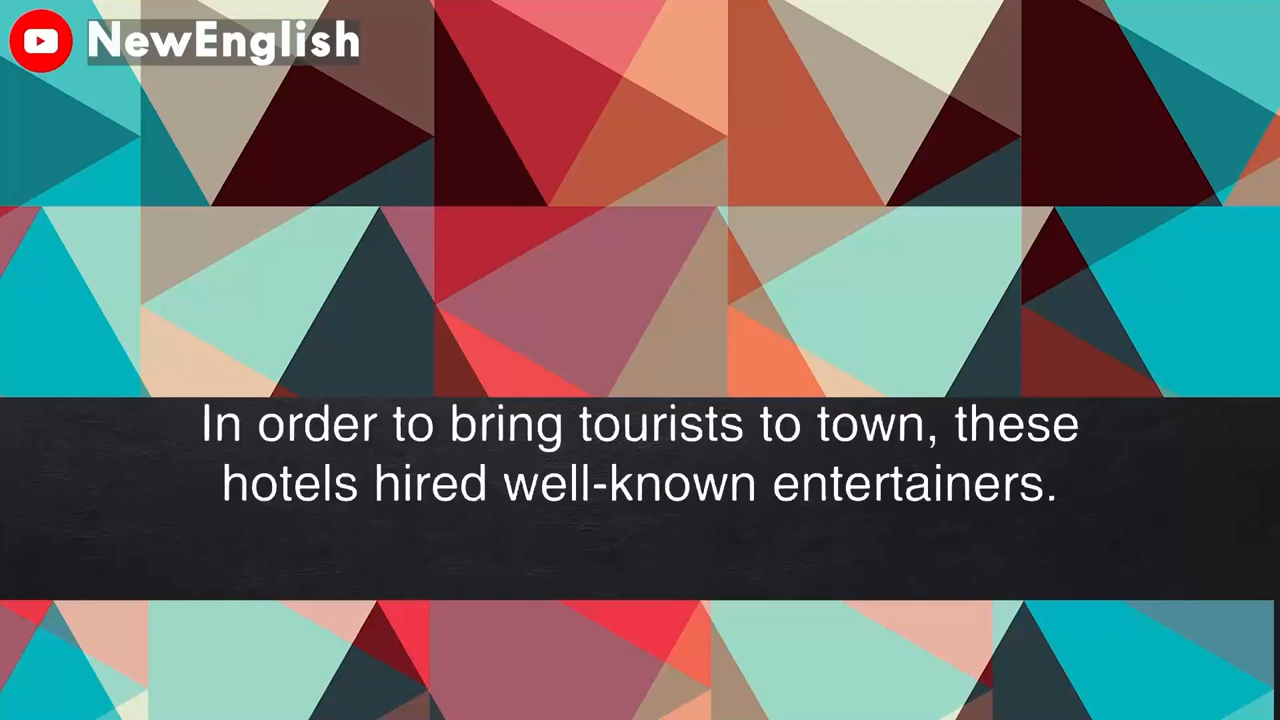 NewEnglish
In order to bring tourists to town, these
hotels hired well-known entertainers.